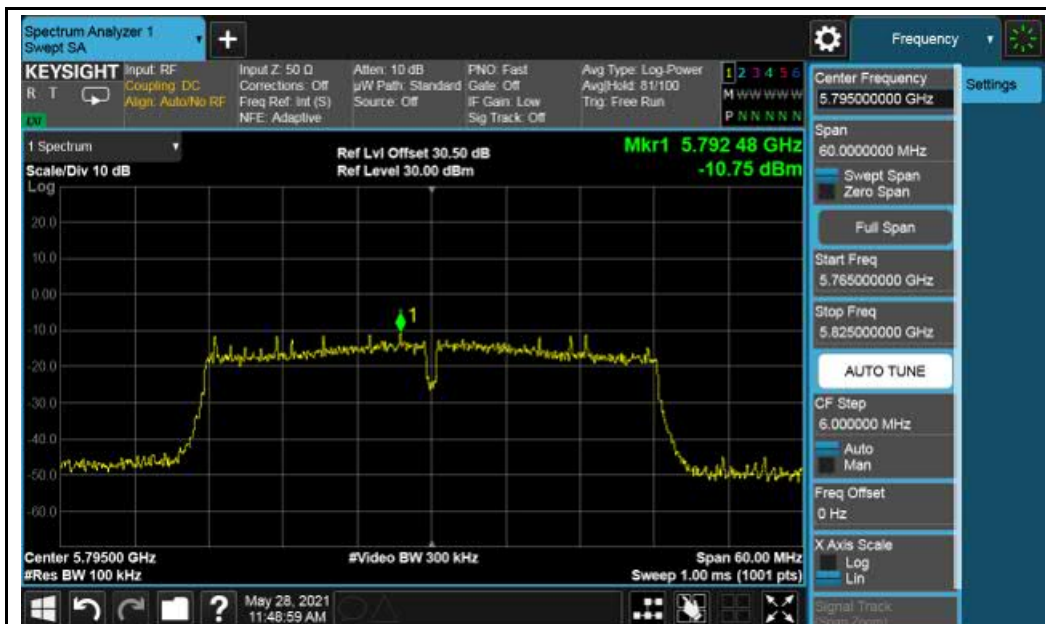 Spectrum Analyzer 1
Swept SA
+
Frequency
KEYSIGHT
R T
Input: RF
Coupling: DC
Align: Auto/No RF
Input Z: 50 Ω
Corrections: Off
Freq Ref: Int (S)
NFE: Adaptive
Atten: 10 dB
µW Path: Standard
Source: Off
PNO: Fast
Gate: Off
IF Gain: Low
Sig Track: Off
Avg Type: Log-Power
Avg|Hold: 81/100
Trig: Free Run
1 2 3 4 5 6
M W W W W W
P N N N N N
1 Spectrum
Scale/Div 10 dB
Log
Ref Lvl Offset 30.50 dB
Ref Level 30.00 dBm
Mkr1 5.792 48 GHz
-10.75 dBm
20.0
10.0
0.00
-10.0
-20.0
-30.0
-40.0
-50.0
-60.0
1
Center 5.79500 GHz
#Res BW 100 kHz
#Video BW 300 kHz
Span 60.00 MHz
Sweep 1.00 ms (1001 pts)
Center Frequency
5.795000000 GHz
Settings
Span
60.0000000 MHz
Swept Span
Zero Span
Full Span
Start Freq
5.765000000 GHz
Stop Freq
5.825000000 GHz
AUTO TUNE
CF Step
6.000000 MHz
Auto
Man
Freq Offset
0 Hz
X Axis Scale
Log
Lin
Signal Track
(Span Zoom)
?
May 28, 2021
11:48:59 AM